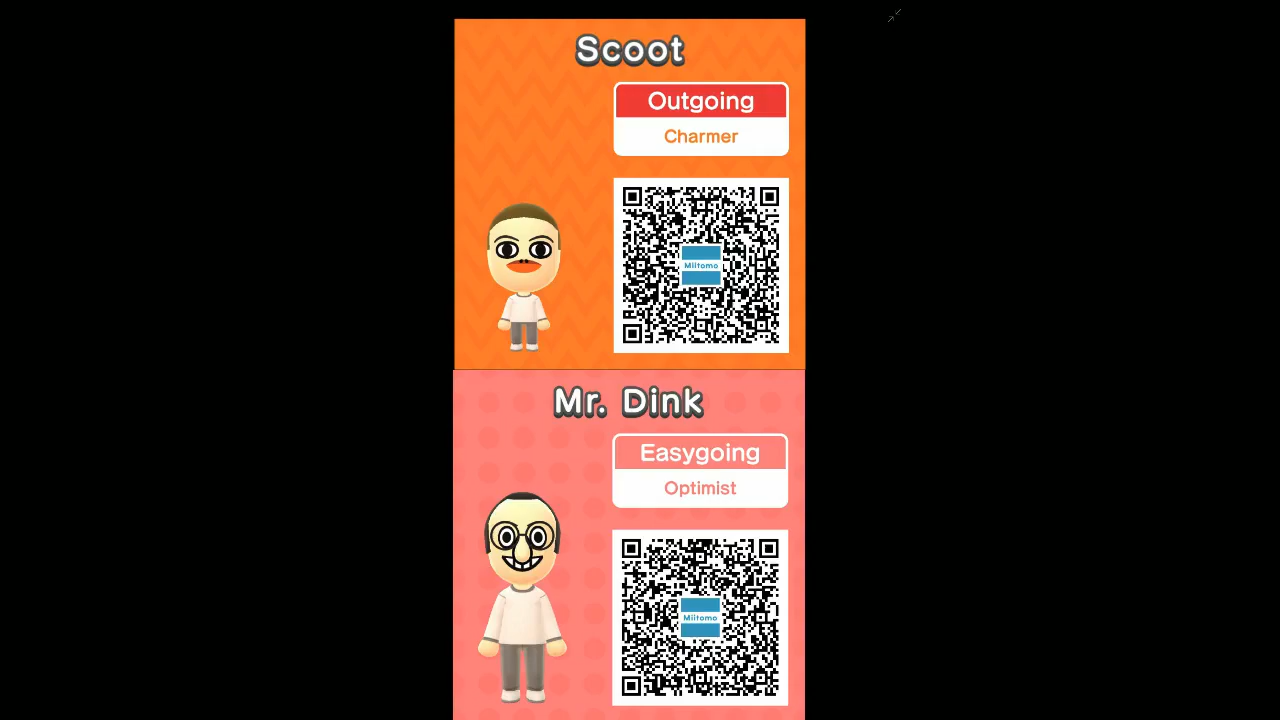 Scoot
Outgoing
Charmer
Miitomo
Mr. Dink
Easygoing
Optimist
Miitomo